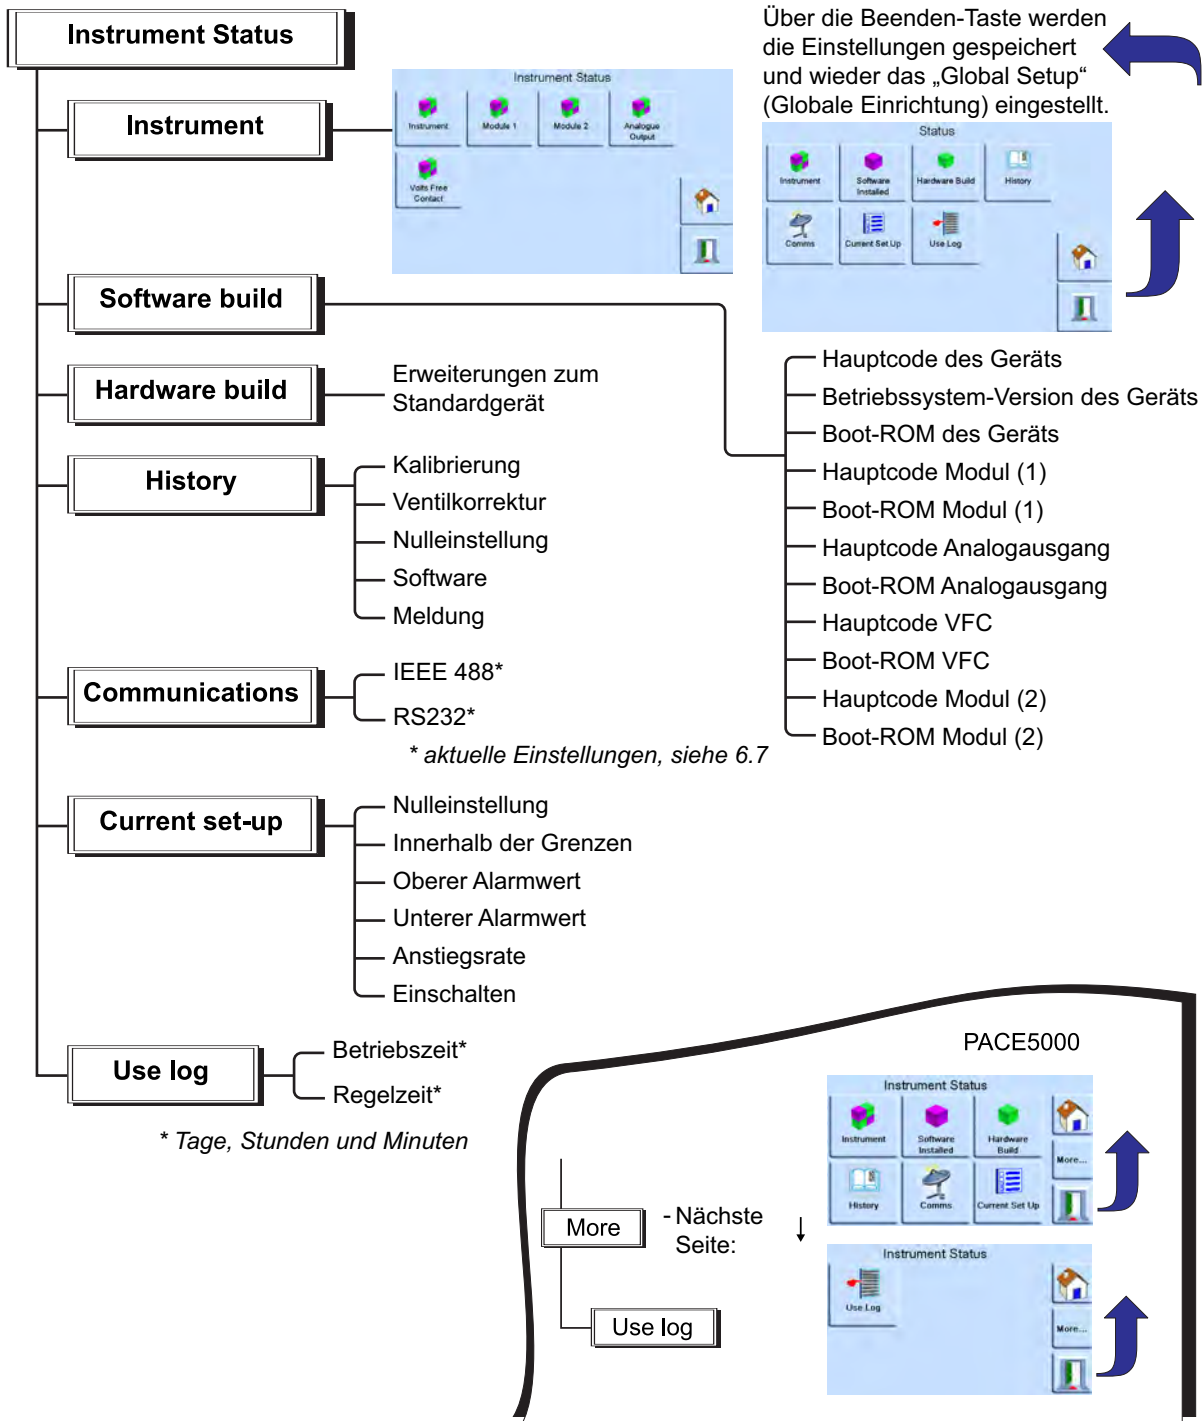 Instrument Status
Über die Beenden-Taste werden
die Einstellungen gespeichert
und wieder das „Global Setup“
(Globale Einrichtung) eingestellt.
Instrument
Instrument Status
Instrument
Module 1
Module 2
Analogue
Output
Volts Free
Contact
Status
Instrument
Software
Installed
Hardware Build
History
Comms
Current Set Up
Use Log
Software build
Hauptcode des Geräts
Betriebssystem-Version des Geräts
Boot-ROM des Geräts
Hauptcode Modul (1)
Boot-ROM Modul (1)
Hauptcode Analogausgang
Boot-ROM Analogausgang
Hauptcode VFC
Boot-ROM VFC
Hauptcode Modul (2)
Boot-ROM Modul (2)
Hardware build
Erweiterungen zum
Standardgerät
History
Kalibrierung
Ventilkorrektur
Nulleinstellung
Software
Meldung
Communications
IEEE 488*
RS232*
* aktuelle Einstellungen, siehe 6.7
Current set-up
Nulleinstellung
Innerhalb der Grenzen
Oberer Alarmwert
Unterer Alarmwert
Anstiegsrate
Einschalten
Use log
Betriebszeit*
Regelzeit*
* Tage, Stunden und Minuten
PACE5000
Instrument Status
Instrument
Software
Installed
Hardware
Build
More...
History
Comms
Current Set Up
More
- Nächste
Seite:
Instrument Status
Use Log
More...
Use log